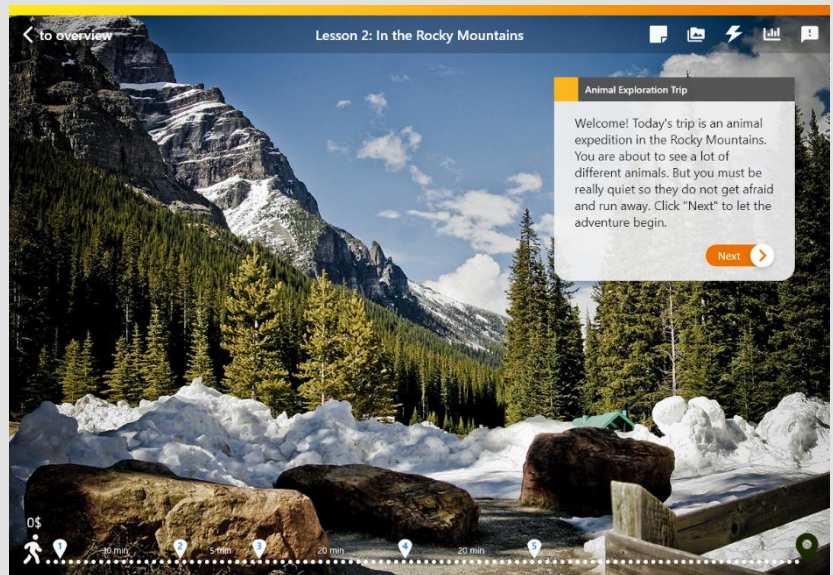 to overview
Lesson 2: In the Rocky Mountains
Animal Exploration Trip
Welcome! Today's trip is an animal
expedition in the Rocky Mountains.
You are about to see a lot of
different animals. But you must be
really quiet so they do not get afraid
and run away. Click "Next" to let the
adventure begin.
Next
0$
1 10 min 2 5 min 3 20 min 4 20 min 5